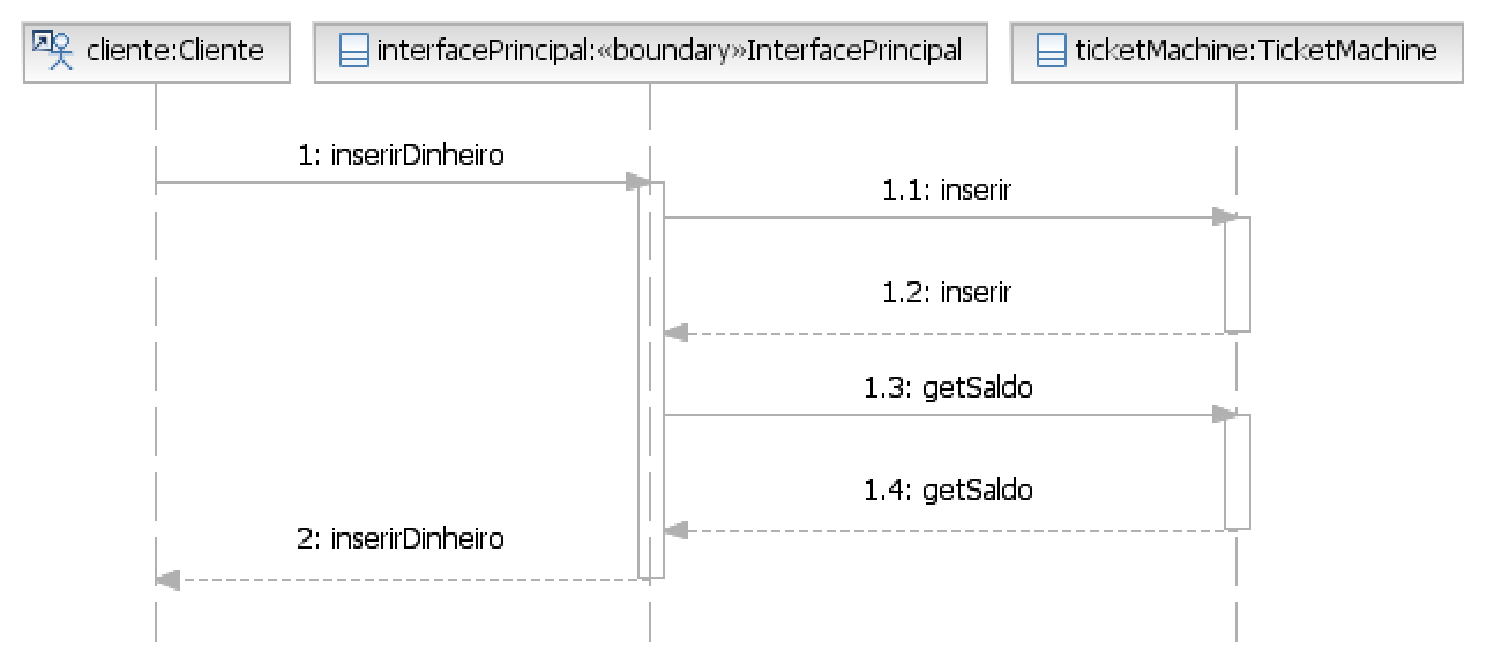 cliente:Cliente
interfacePrincipal:«boundary»InterfacePrincipal
ticketMachine:TicketMachine
1: inserirDinheiro
1.1: inserir
1.2: inserir
1.3: getSaldo
1.4: getSaldo
2: inserirDinheiro